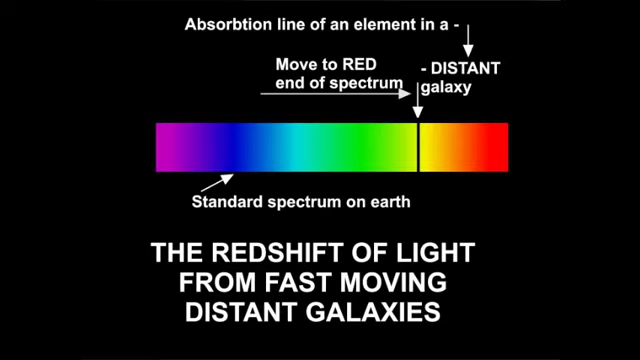 Absorbtion line of an element in a -
Move to RED
end of spectrum
- DISTANT
galaxy
Standard spectrum on earth
THE REDSHIFT OF LIGHT
FROM FAST MOVING
DISTANT GALAXIES